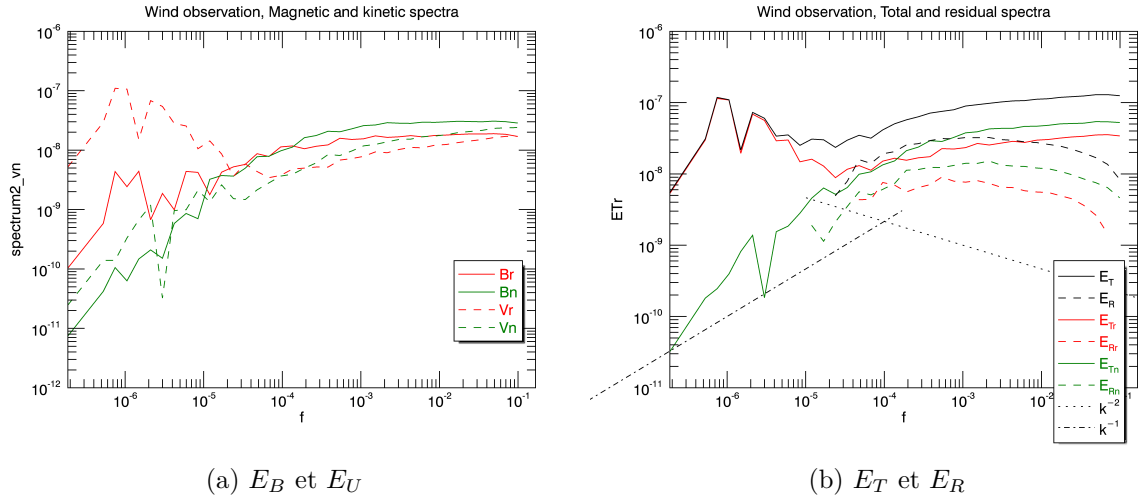 Wind observation, Magnetic and kinetic spectra
10^-6
10^-7
10^-8
10^-9
10^-10
10^-11
10^-12
spectrum2_vn
10^-6 10^-5 10^-4 10^-3 10^-2 10^-1
f
Br
Bn
Vr
Vn
(a) E_B et E_U
Wind observation, Total and residual spectra
10^-6
10^-7
10^-8
10^-9
10^-10
10^-11
ETr
10^-6 10^-5 10^-4 10^-3 10^-2 10^-1
f
E_T
E_R
E_Tr
E_Rr
E_Tn
E_Rn
k^-2
k^-1
(b) E_T et E_R